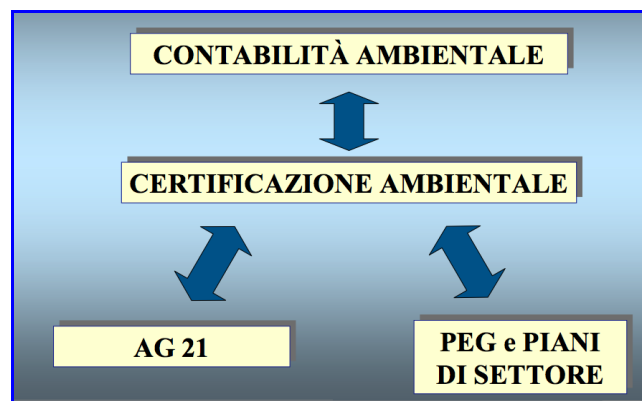 CONTABILITÀ AMBIENTALE
CERTIFICAZIONE AMBIENTALE
AG 21
PEG e PIANI
DI SETTORE